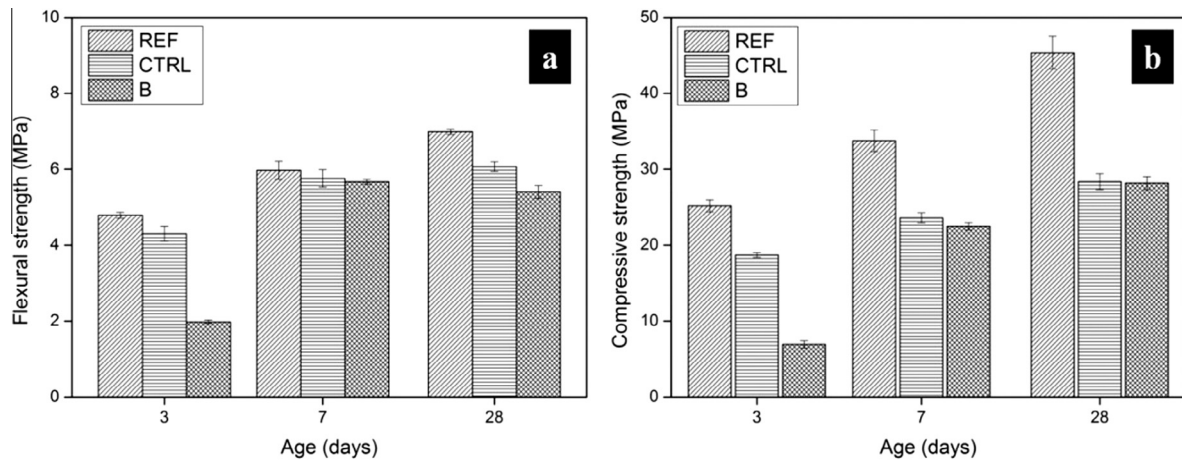 10
8
6
4
2
0
Flexural strength (MPa)
REF
CTRL
B
a
3 7 28
Age (days)
50
40
30
20
10
0
Compressive strength (MPa)
REF
CTRL
B
b
3 7 28
Age (days)